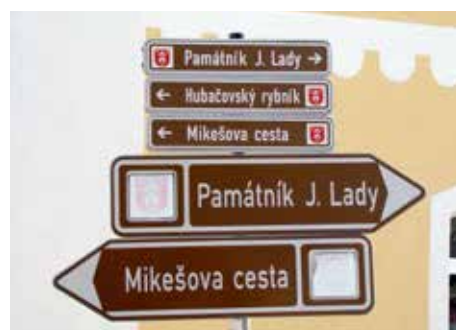 Památník J. Lady →
← Hubačovský rybník
← Mikešova cesta
Památník J. Lady
Mikešova cesta